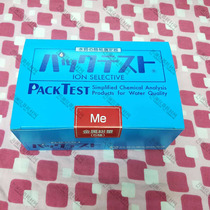 パックテスト®
ION SELECTIVE
PACKTEST
Simplified Chemical Analysis
Products for Water Quality
Me